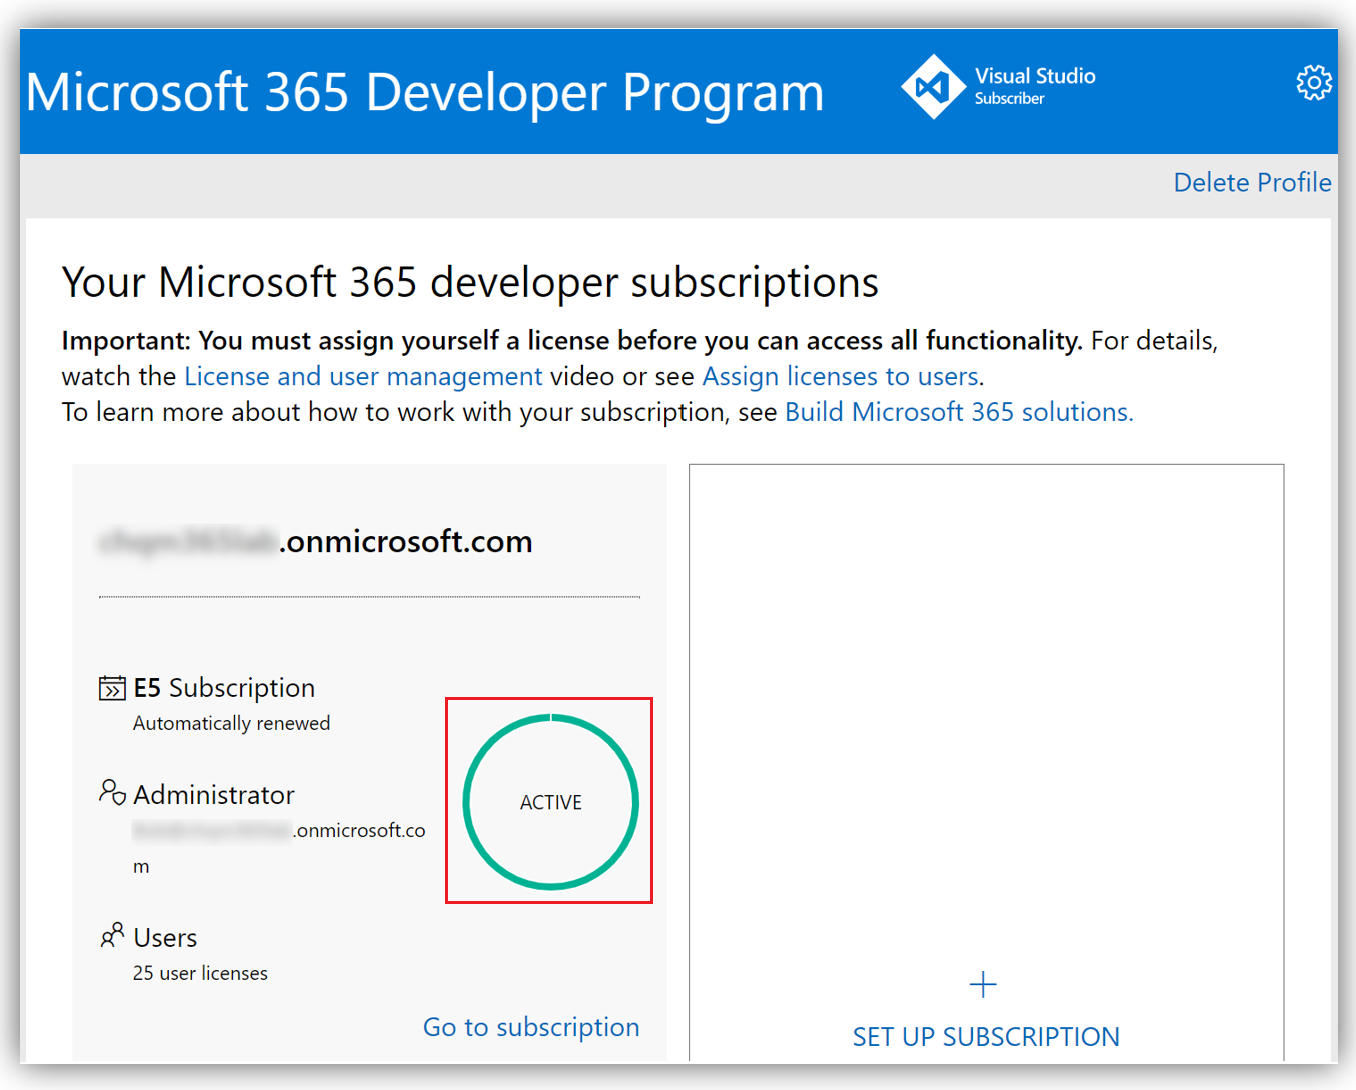 Microsoft 365 Developer Program
Visual Studio
Subscriber
Delete Profile
Your Microsoft 365 developer subscriptions
Important: You must assign yourself a license before you can access all functionality. For details,
watch the License and user management video or see Assign licenses to users.
To learn more about how to work with your subscription, see Build Microsoft 365 solutions.
.onmicrosoft.com
E5 Subscription
Automatically renewed
Administrator
.onmicrosoft.co
m
ACTIVE
Users
25 user licenses
Go to subscription
SET UP SUBSCRIPTION